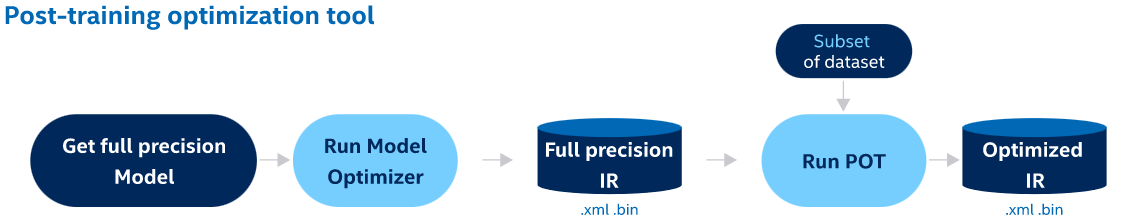 Post-training optimization tool
Subset
of dataset
Get full precision
Model
Run Model
Optimizer
Full precision
IR
.xml .bin
Run POT
Optimized
IR
.xml .bin